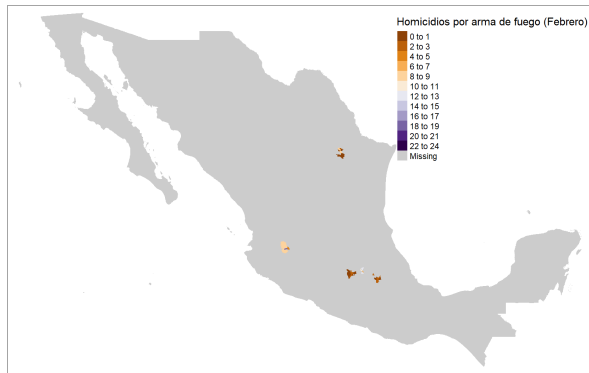 Homicidios por arma de fuego (Febrero)
0 to 1
2 to 3
4 to 5
6 to 7
8 to 9
10 to 11
12 to 13
14 to 15
16 to 17
18 to 19
20 to 21
22 to 24
Missing